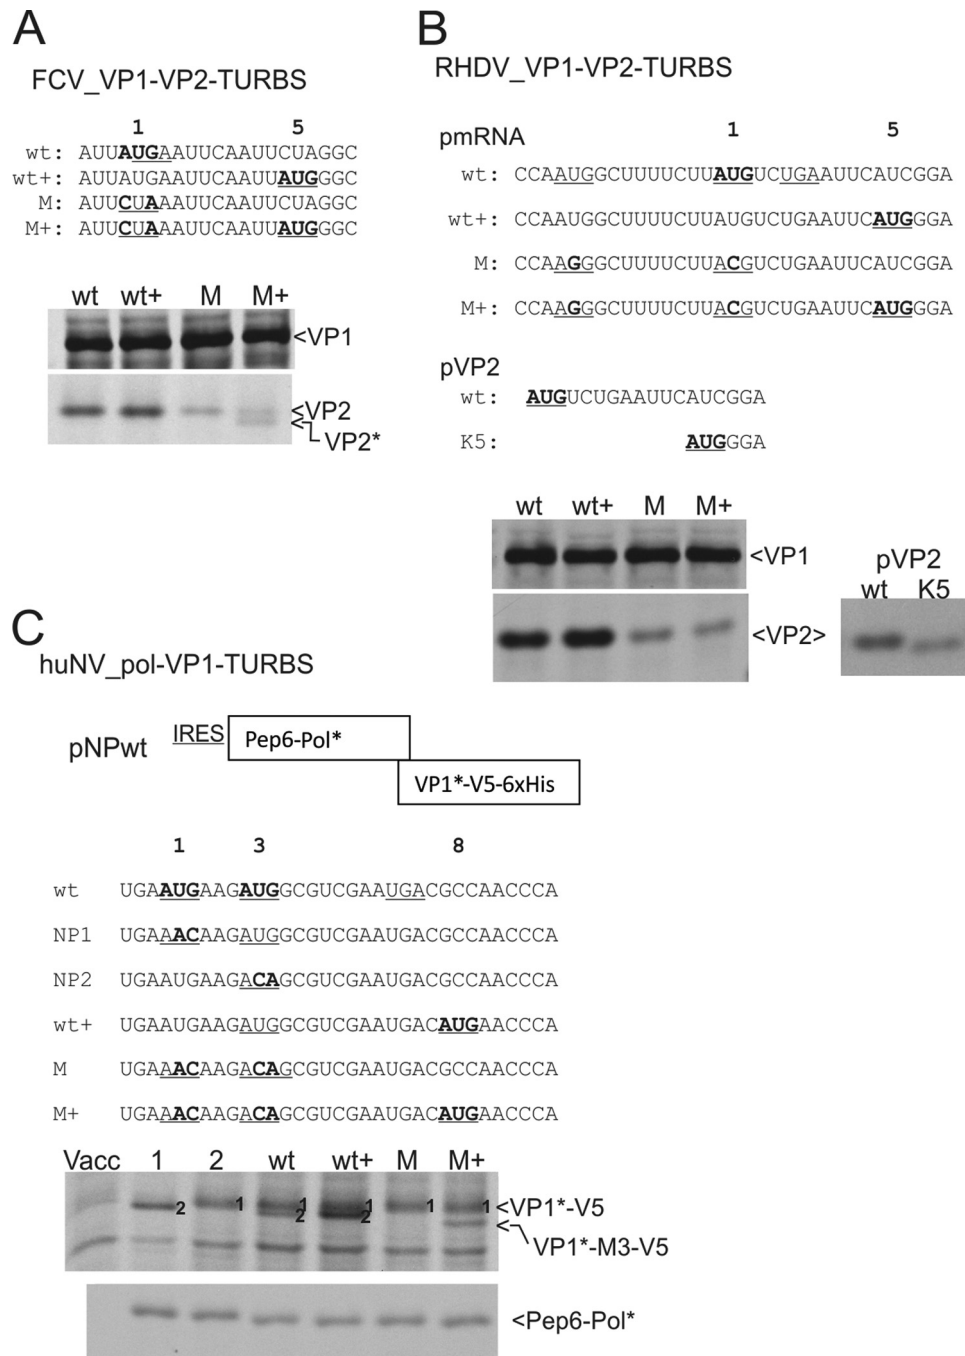 A
FCV_VP1-VP2-TURBS
1 5
wt: AUUAUGAAUUCAAUUCUAGGC
wt+: AUUAUGAAUUCAAUUAUGGGC
M: AUUCUAAAUUCAAUUCUAGGC
M+: AUUCUAAAUUCAAUUAUGGGC
wt wt+ M M+
<VP1
<VP2
< VP2*
B
RHDV_VP1-VP2-TURBS
pmRNA 1 5
wt: CCAAUGGCUUUUCUUAUGUCUGAAUUCAUCGGA
wt+: CCAAUGGCUUUUCUUAUGUCUGAAUUCAUGGGA
M: CCAAGGGCUUUUCUUACGUCUGAAUUCAUCGGA
M+: CCAAGGGCUUUUCUUACGUCUGAAUUCAUGGGA
pVP2
wt: AUGUCUGAAUUCAUCGGA
K5: AUGGGA
wt wt+ M M+
<VP1
<VP2>
pVP2
wt K5
C
huNV_pol-VP1-TURBS
pNPwt IRES Pep6-Pol*
VP1*-V5-6xHis
1 3 8
wt UGAAUGAAGAUGGCGUCGAAUGACGCCAACCCA
NP1 UGAAACAAGAUGGCGUCGAAUGACGCCAACCCA
NP2 UGAAUGAAGACAGCGUCGAAUGACGCCAACCCA
wt+ UGAAUGAAGAUGGCGUCGAAUGACAUGAACCCA
M UGAAACAAGACAGCGUCGAAUGACGCCAACCCA
M+ UGAAACAAGACAGCGUCGAAUGACAUGAACCCA
Vacc 1 2 wt wt+ M M+
2 1 1 2 1 2 1 1 <VP1*-V5
< VP1*-M3-V5
<Pep6-Pol*